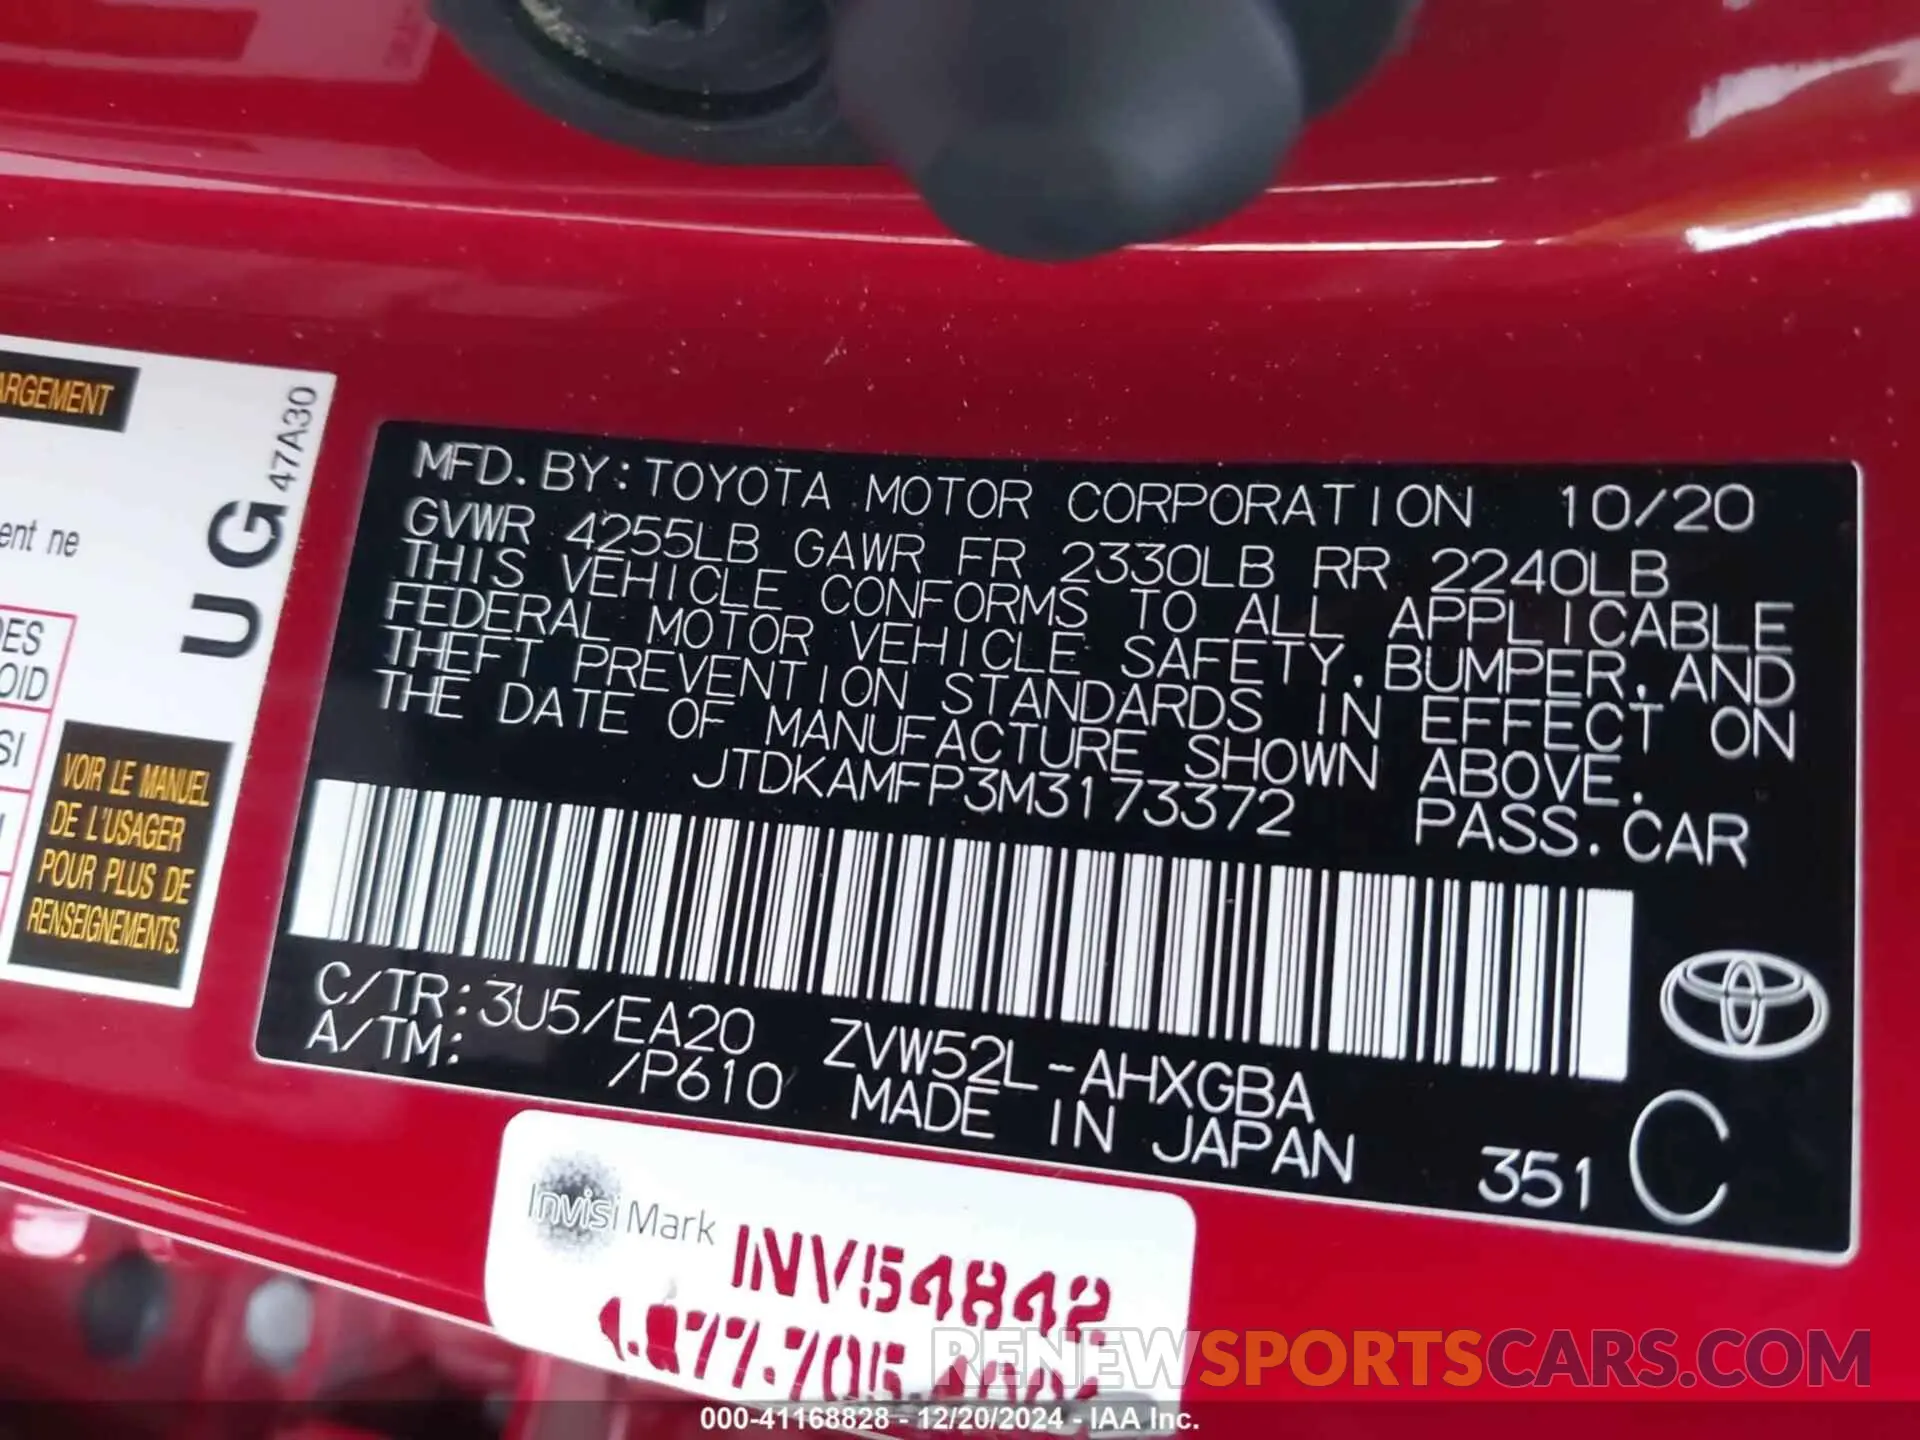 ARGEMENT
47A30
UG
ent ne
DES
OID
SI
VOIR LE MANUEL
DE L'USAGER
POUR PLUS DE
RENSEIGNEMENTS.
MFD. BY: TOYOTA MOTOR CORPORATION 10/20
GVWR 4255LB GAWR FR 2330LB RR 2240LB
THIS VEHICLE CONFORMS TO ALL APPLICABLE
FEDERAL MOTOR VEHICLE SAFETY, BUMPER, AND
THEFT PREVENTION STANDARDS IN EFFECT ON
THE DATE OF MANUFACTURE SHOWN ABOVE.
JTDKAMFP3M3173372 PASS. CAR
C/TR: 3U5/EA20 ZVW52L-AHXGBA
A/TM: /P610 MADE IN JAPAN 351 C
InvisiMark INV54842
RENEWSPORTSCARS.COM
000-41168828 - 12/20/2024 - IAA Inc.